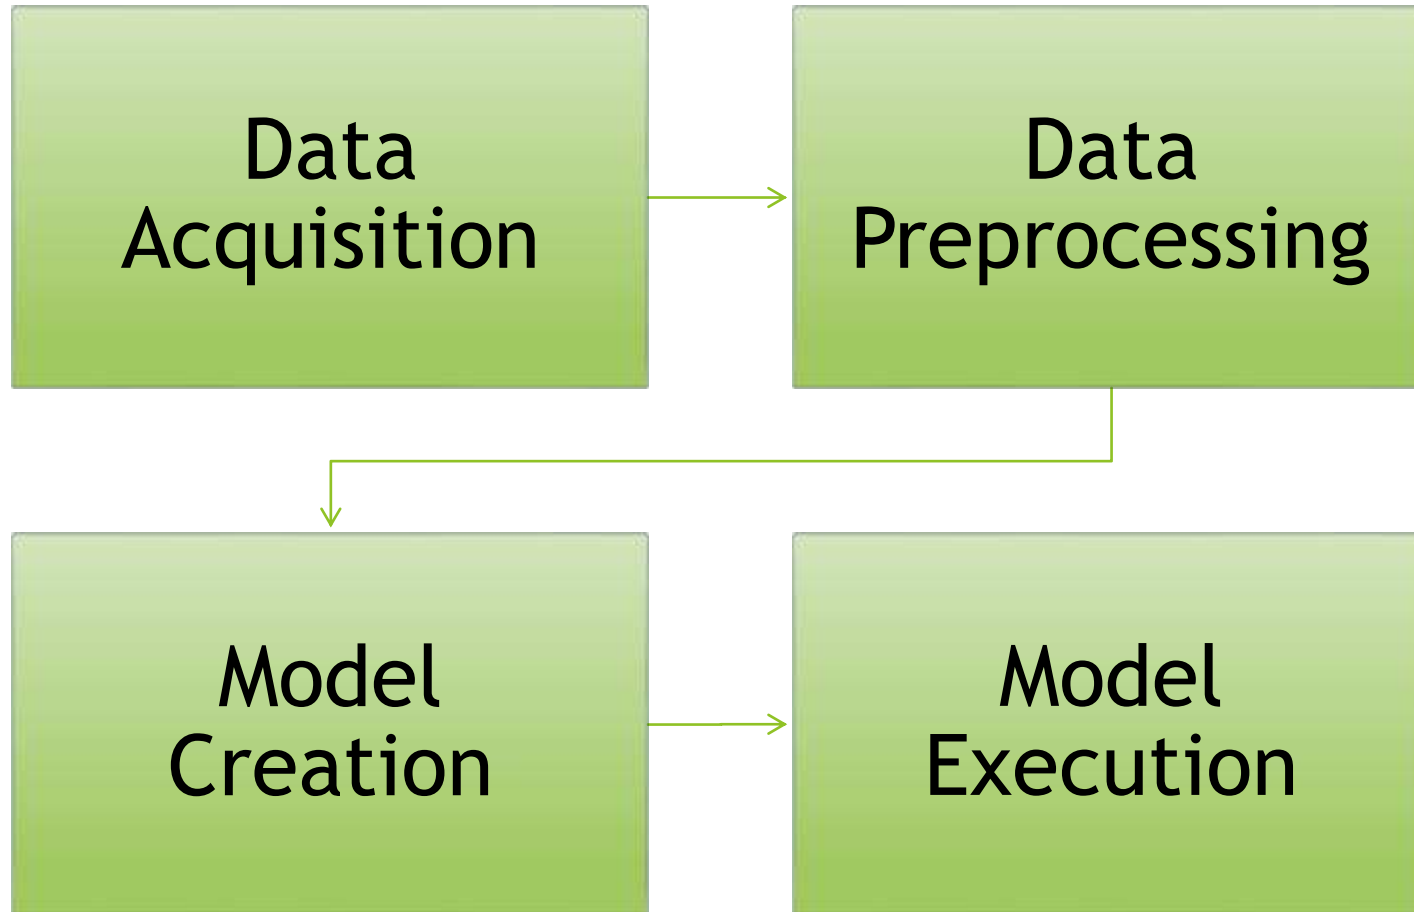 Data
Acquisition
Data
Preprocessing
Model
Creation
Model
Execution